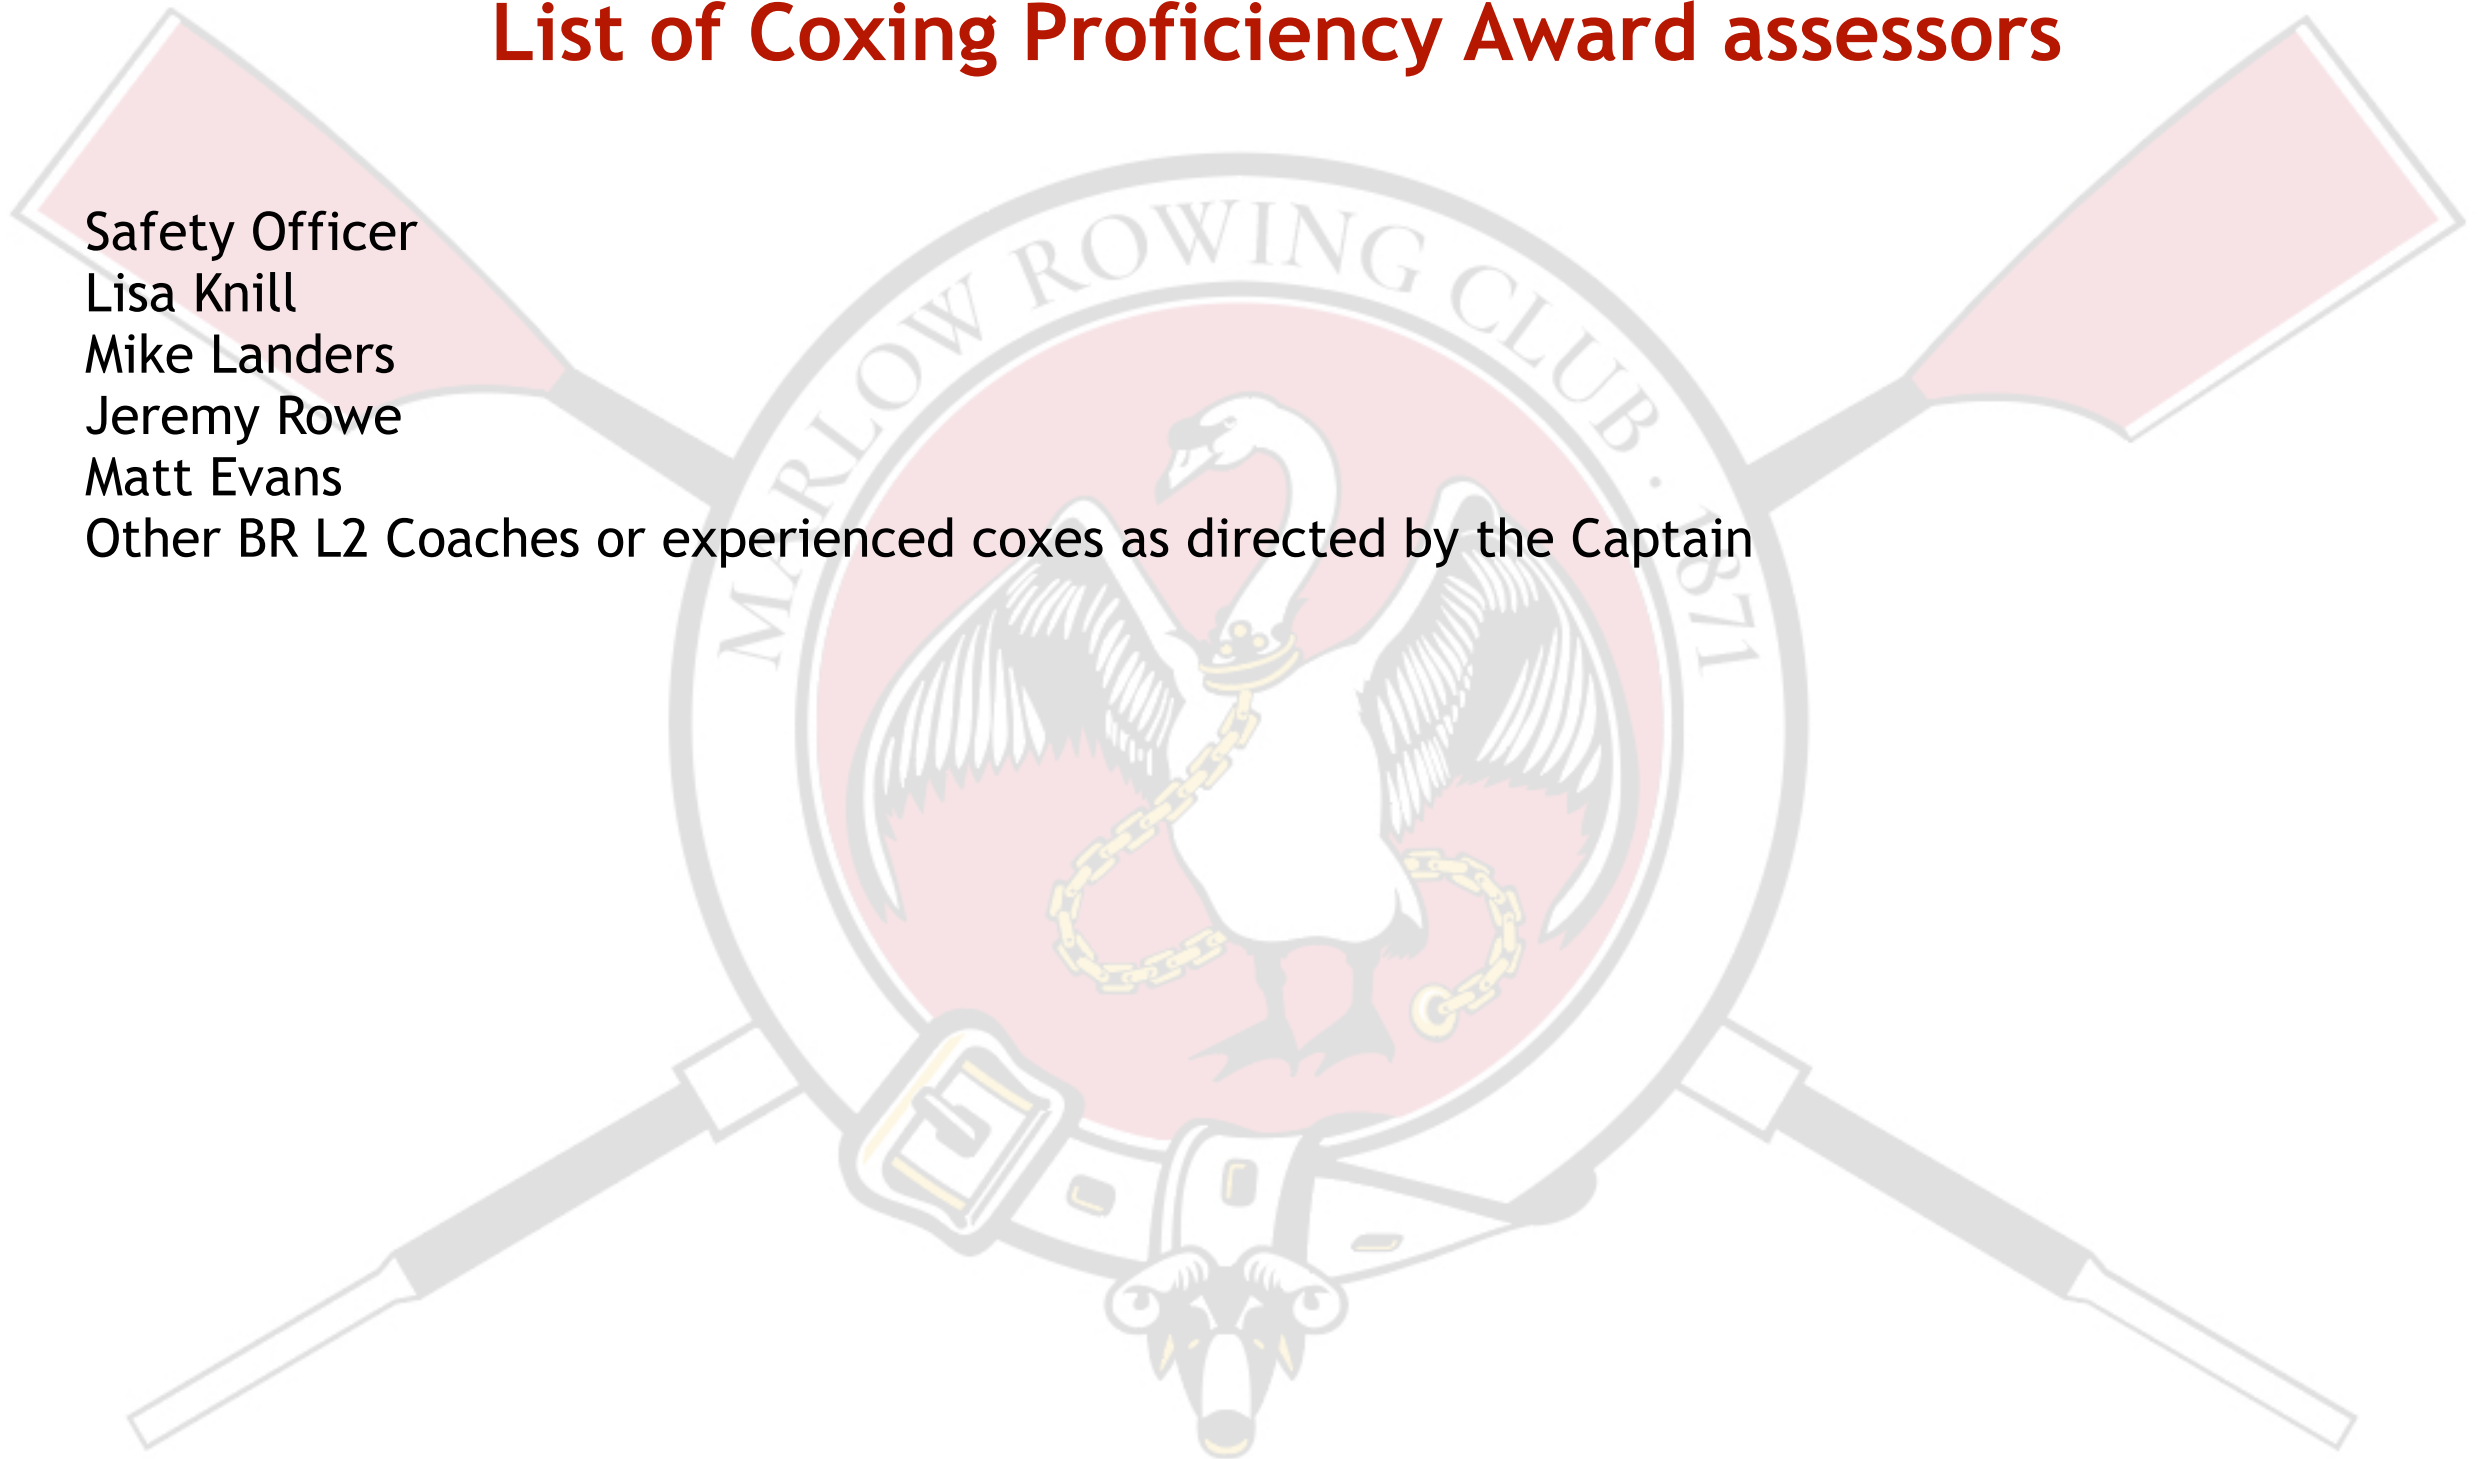 List of Coxing Proficiency Award assessors
MARLOW ROWING CLUB · 1871
Safety Officer
Lisa Knill
Mike Landers
Jeremy Rowe
Matt Evans
Other BR L2 Coaches or experienced coxes as directed by the Captain